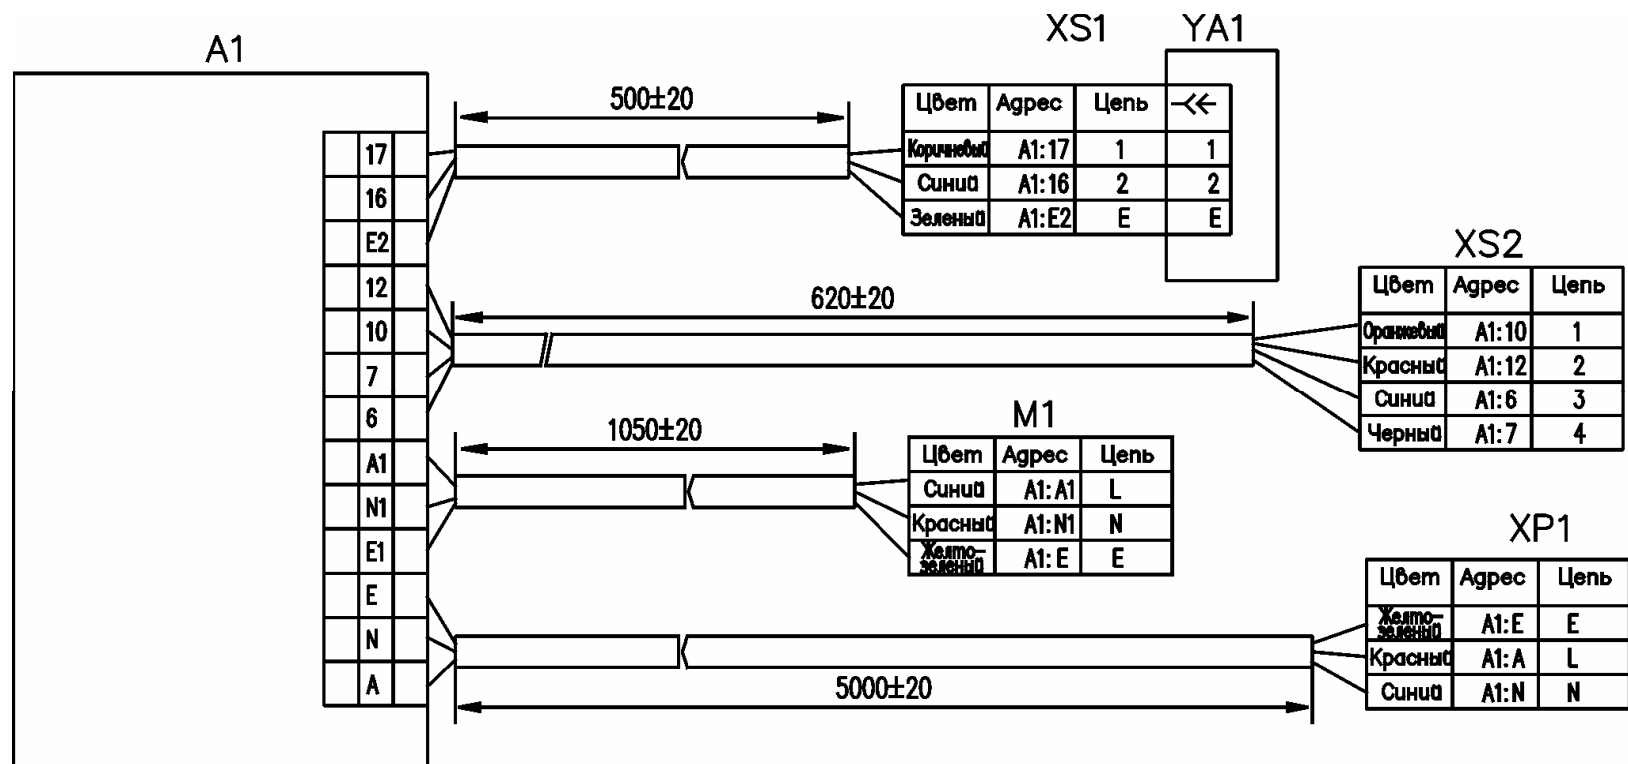 A1
17
16
E2
12
10
7
6
A1
N1
E1
E
N
A
500±20
XS1 YA1
Цвет Адрес Цепь
Коричневый A1:17 1 1
Синий A1:16 2 2
Зеленый A1:E2 E E
620±20
XS2
Цвет Адрес Цепь
Оранжевый A1:10 1
Красный A1:12 2
Синий A1:6 3
Черный A1:7 4
1050±20
M1
Цвет Адрес Цепь
Синий A1:A1 L
Красный A1:N1 N
Желто-
зеленый A1:E E
5000±20
XP1
Цвет Адрес Цепь
Желто-
зеленый A1:E E
Красный A1:A L
Синий A1:N N